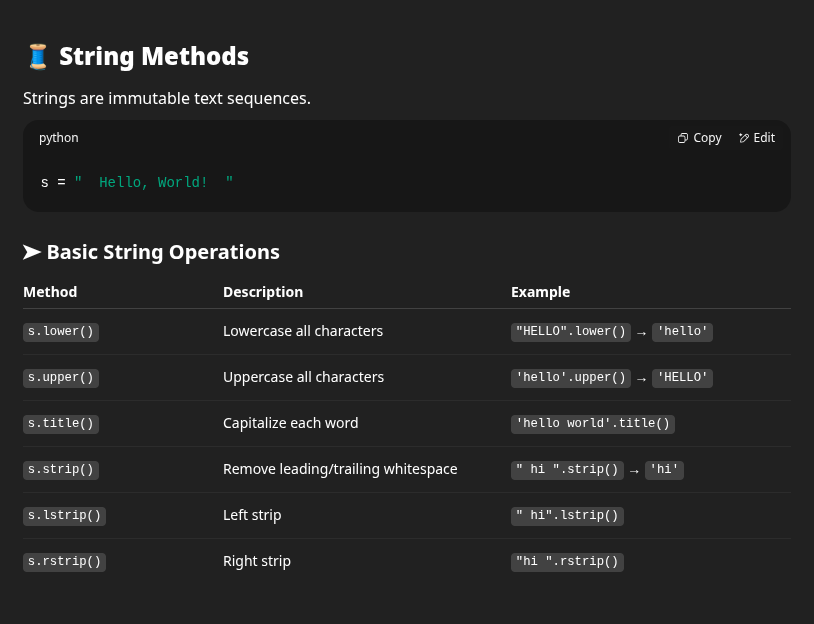 🧵 String Methods
Strings are immutable text sequences.
python Copy Edit
s = "  Hello, World!  "
➤ Basic String Operations
Method Description Example
s.lower() Lowercase all characters "HELLO".lower() → 'hello'
s.upper() Uppercase all characters 'hello'.upper() → 'HELLO'
s.title() Capitalize each word 'hello world'.title()
s.strip() Remove leading/trailing whitespace " hi ".strip() → 'hi'
s.lstrip() Left strip " hi".lstrip()
s.rstrip() Right strip "hi ".rstrip()